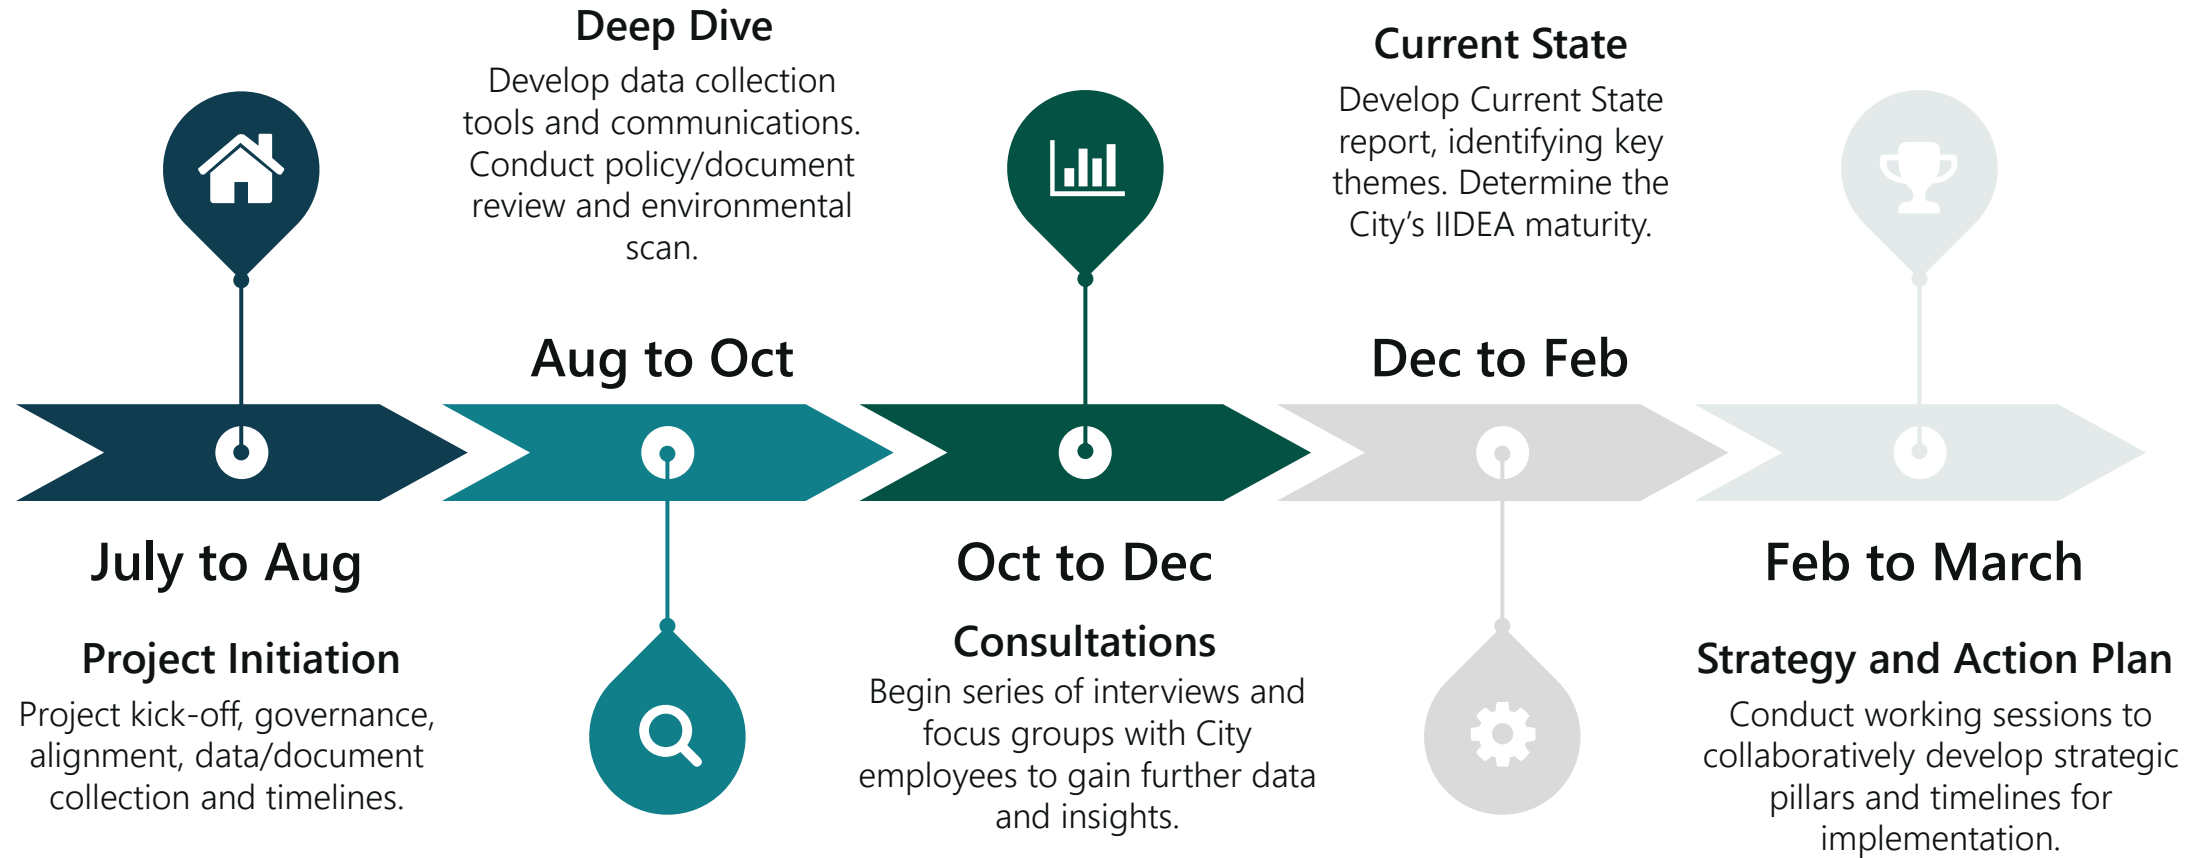 July to Aug
Project Initiation
Project kick-off, governance,
alignment, data/document
collection and timelines.
Deep Dive
Develop data collection
tools and communications.
Conduct policy/document
review and environmental
scan.
Aug to Oct
Oct to Dec
Consultations
Begin series of interviews and
focus groups with City
employees to gain further data
and insights.
Current State
Develop Current State
report, identifying key
themes. Determine the
City’s IIDEA maturity.
Dec to Feb
Feb to March
Strategy and Action Plan
Conduct working sessions to
collaboratively develop strategic
pillars and timelines for
implementation.